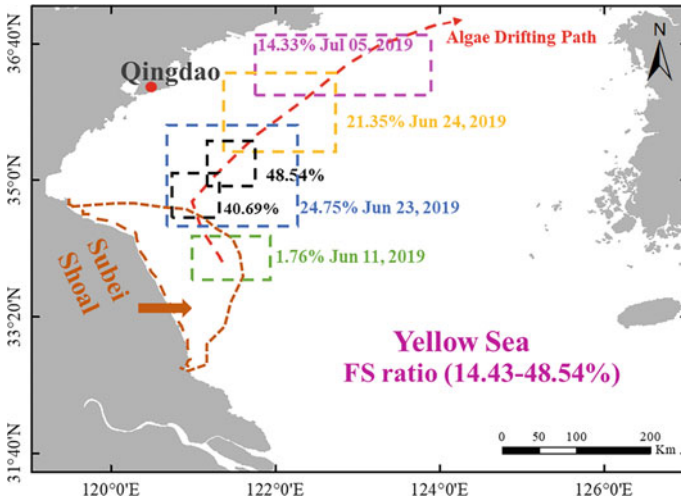 36°40'N
35°0'N
33°20'N
31°40'N
14.33% Jul 05, 2019
Algae Drifting Path
N
Qingdao
21.35% Jun 24, 2019
48.54%
40.69%
24.75% Jun 23, 2019
1.76% Jun 11, 2019
Subei
Shoal
Yellow Sea
FS ratio (14.43-48.54%)
0 50 100 200
Km
120°0'E 122°0'E 124°0'E 126°0'E